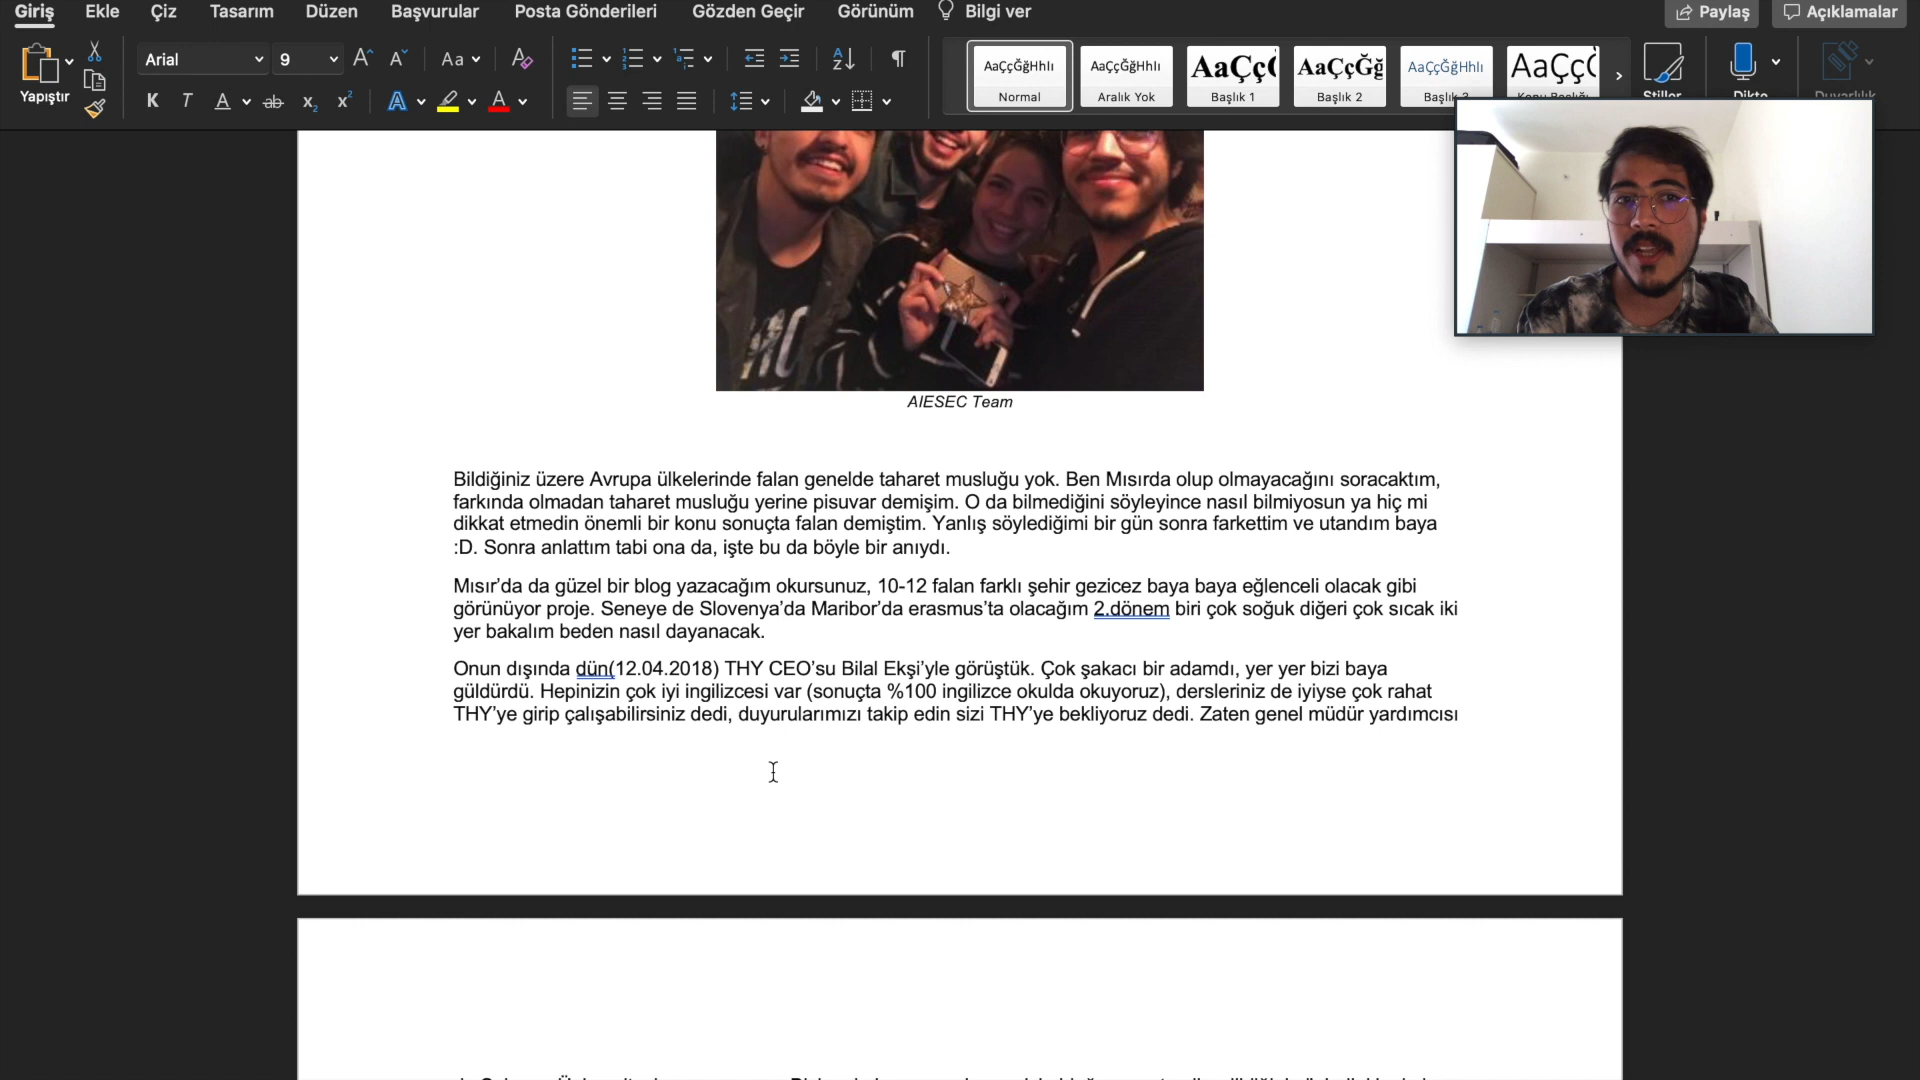 Giriş Ekle Çiz Tasarım Düzen Başvurular Posta Gönderileri Gözden Geçir Görünüm Bilgi ver Paylaş Açıklamalar
Yapıştır Arial 9
AaÇçĞğHhIı AaÇçĞğHhIı AaÇç AaÇçĞğ AaÇçĞğHhIı AaÇç
Normal Aralık Yok Başlık 1 Başlık 2
AIESEC Team
Bildiğiniz üzere Avrupa ülkelerinde falan genelde taharet musluğu yok. Ben Mısırda olup olmayacağını soracaktım,
farkında olmadan taharet musluğu yerine pisuvar demişim. O da bilmediğini söyleyince nasıl bilmiyosun ya hiç mi
dikkat etmedin önemli bir konu sonuçta falan demiştim. Yanlış söylediğimi bir gün sonra farkettim ve utandım baya
:D. Sonra anlattım tabi ona da, işte bu da böyle bir anıydı.
Mısır’da da güzel bir blog yazacağım okursunuz, 10-12 falan farklı şehir gezicez baya baya eğlenceli olacak gibi
görünüyor proje. Seneye de Slovenya’da Maribor’da erasmus’ta olacağım 2.dönem biri çok soğuk diğeri çok sıcak iki
yer bakalım beden nasıl dayanacak.
Onun dışında dün(12.04.2018) THY CEO’su Bilal Ekşi’yle görüştük. Çok şakacı bir adamdı, yer yer bizi baya
güldürdü. Hepinizin çok iyi ingilizcesi var (sonuçta %100 ingilizce okulda okuyoruz), dersleriniz de iyiyse çok rahat
THY’ye girip çalışabilirsiniz dedi, duyurularımızı takip edin sizi THY’ye bekliyoruz dedi. Zaten genel müdür yardımcısı